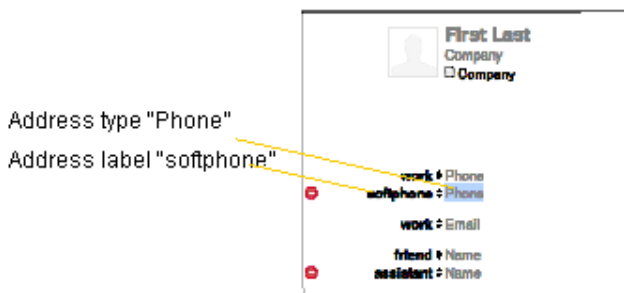 First Last
Company
Company
Address type "Phone"
Address label "softphone"
work Phone
softphone Phone
work Email
friend Name
assistant Name